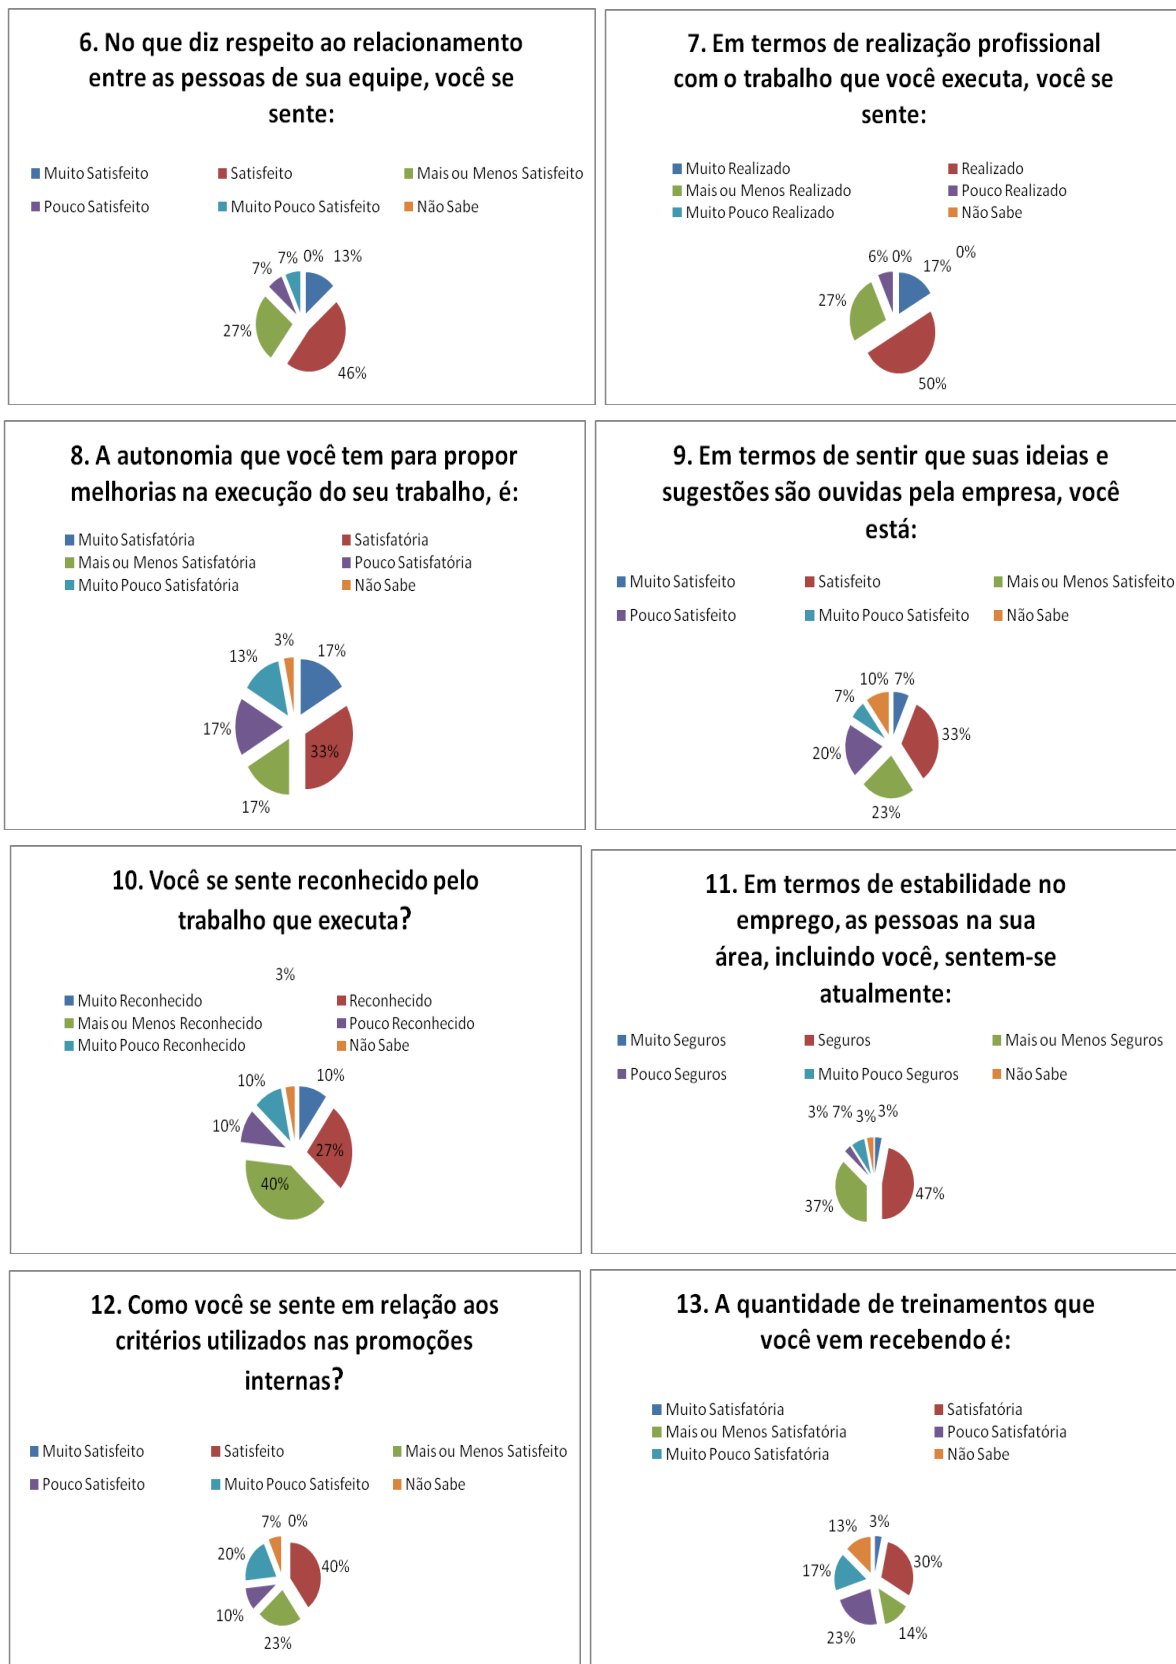 6. No que diz respeito ao relacionamento
entre as pessoas de sua equipe, você se
sente:
Muito Satisfeito
Satisfeito
Mais ou Menos Satisfeito
Pouco Satisfeito
Muito Pouco Satisfeito
Não Sabe
7%
7%
0%
13%
27%
46%
7. Em termos de realização profissional
com o trabalho que você executa, você se
sente:
Muito Realizado
Realizado
Mais ou Menos Realizado
Pouco Realizado
Muito Pouco Realizado
Não Sabe
6%
0%
17%
0%
27%
50%
8. A autonomia que você tem para propor
melhorias na execução do seu trabalho, é:
Muito Satisfatória
Satisfatória
Mais ou Menos Satisfatória
Pouco Satisfatória
Muito Pouco Satisfatória
Não Sabe
3%
17%
13%
17%
33%
17%
9. Em termos de sentir que suas ideias e
sugestões são ouvidas pela empresa, você
está:
Muito Satisfeito
Satisfeito
Mais ou Menos Satisfeito
Pouco Satisfeito
Muito Pouco Satisfeito
Não Sabe
10%
7%
7%
33%
20%
23%
10. Você se sente reconhecido pelo
trabalho que executa?
3%
Muito Reconhecido
Reconhecido
Mais ou Menos Reconhecido
Pouco Reconhecido
Muito Pouco Reconhecido
Não Sabe
10%
10%
10%
27%
40%
11. Em termos de estabilidade no
emprego, as pessoas na sua
área, incluindo você, sentem-se
atualmente:
Muito Seguros
Seguros
Mais ou Menos Seguros
Pouco Seguros
Muito Pouco Seguros
Não Sabe
3%
7%
3%
3%
47%
37%
12. Como você se sente em relação aos
critérios utilizados nas promoções
internas?
Muito Satisfeito
Satisfeito
Mais ou Menos Satisfeito
Pouco Satisfeito
Muito Pouco Satisfeito
Não Sabe
7%
0%
20%
40%
10%
23%
13. A quantidade de treinamentos que
você vem recebendo é:
Muito Satisfatória
Satisfatória
Mais ou Menos Satisfatória
Pouco Satisfatória
Muito Pouco Satisfatória
Não Sabe
13%
3%
17%
30%
23%
14%